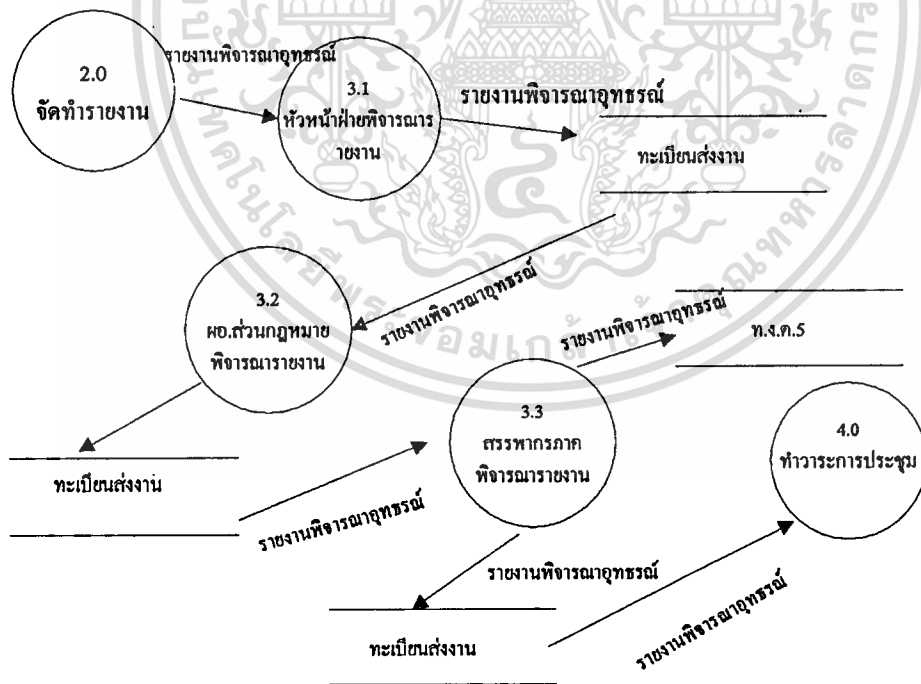 2.0
จัดทำรายงาน
รายงานพิจารณาอุทธรณ์
3.1
หัวหน้าฝ่ายพิจารณาร
ายงาน
รายงานพิจารณาอุทธรณ์
ทะเบียนส่งงาน
3.2
ผอ.ส่วนกฎหมาย
พิจารณารายงาน
รายงานพิจารณาอุทธรณ์
รายงานพิจารณาอุทธรณ์
ท.ง.ด.5
3.3
สรรพากรภาค
พิจารณารายงาน
4.0
ทำวาระการประชุม
ทะเบียนส่งงาน
รายงานพิจารณาอุทธรณ์
รายงานพิจารณาอุทธรณ์
ทะเบียนส่งงาน
รายงานพิจารณาอุทธรณ์